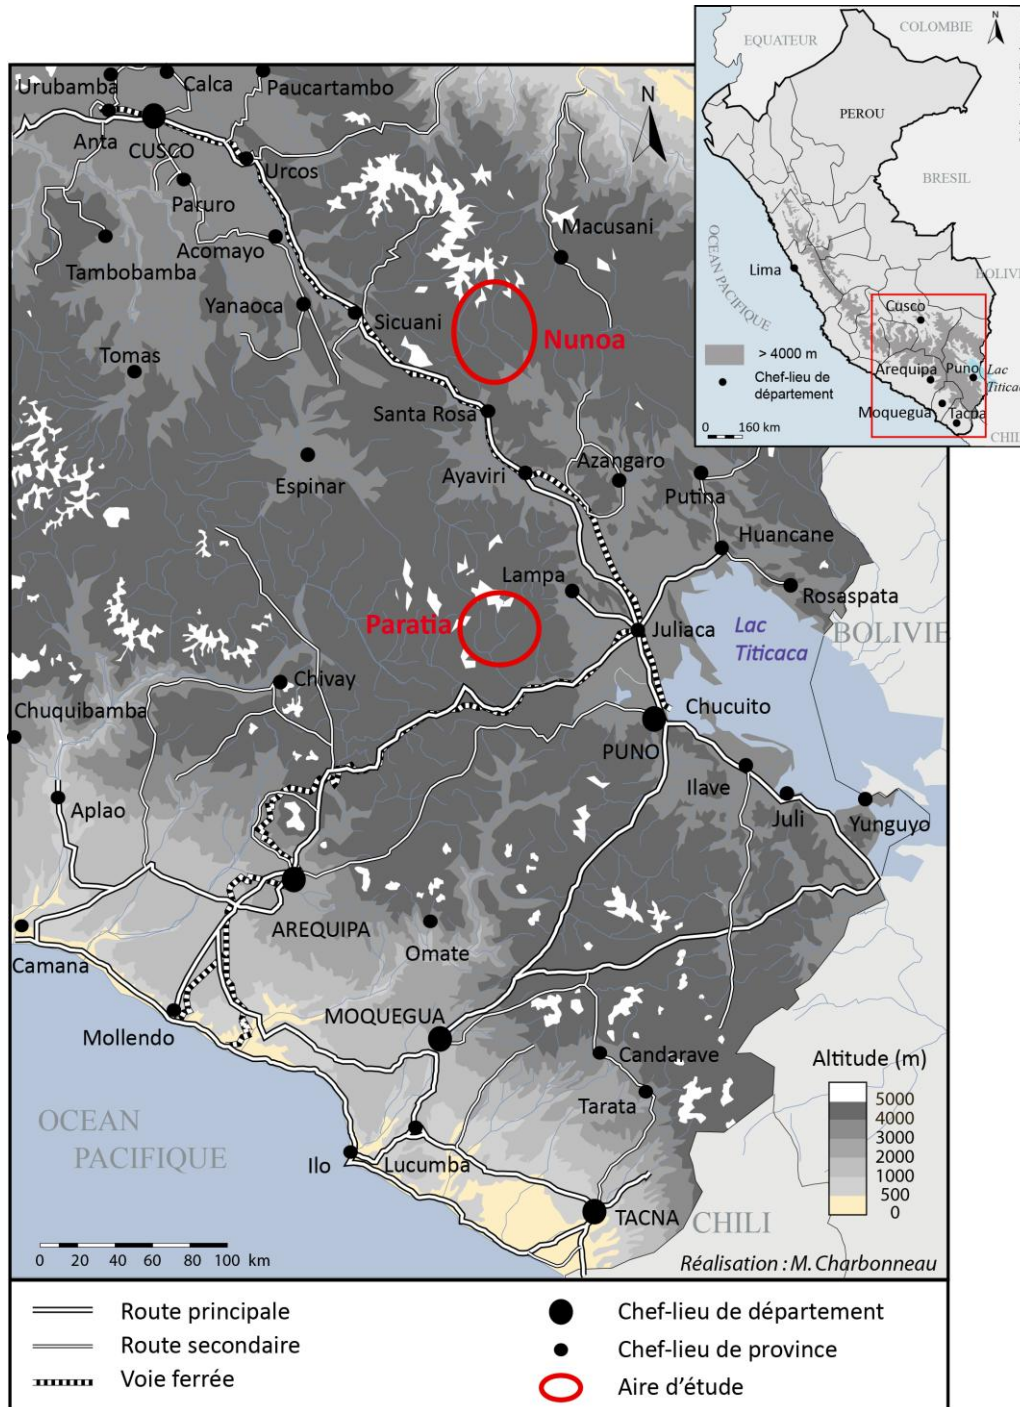 N
COLOMBIE
EQUATEUR
PEROU
BRESIL
OCEAN PACIFIQUE
Lima
Cusco
Arequipa
Puno
Lac
Titicaca
Moquegua
Tacna
> 4000 m
Chef-lieu de
département
0 160 km
Urubamba
Calca
Paucartambo
N
Anta
CUSCO
Urcos
Paruro
Macusani
Acomayo
Tambobamba
Yanaoca
Sicuani
Nunoa
Tomas
Santa Rosa
Azangaro
Ayaviri
Espinar
Putina
Huancane
Lampa
Rosaspata
Paratia
Juliaca
Lac
Titicaca
BOLIVIE
Chivay
Chuquibamba
Chucuito
PUNO
Ilave
Aplao
Juli
Yunguyo
AREQUIPA
Omate
Camana
MOQUEGUA
Mollendo
Candarave
Altitude (m)
Tarata
5000
4000
3000
2000
1000
500
0
OCEAN
PACIFIQUE
Ilo
Lucumba
TACNA
CHILI
0 20 40 60 80 100 km
Réalisation : M. Charbonneau
Route principale
Chef-lieu de département
Route secondaire
Chef-lieu de province
Voie ferrée
Aire d'étude